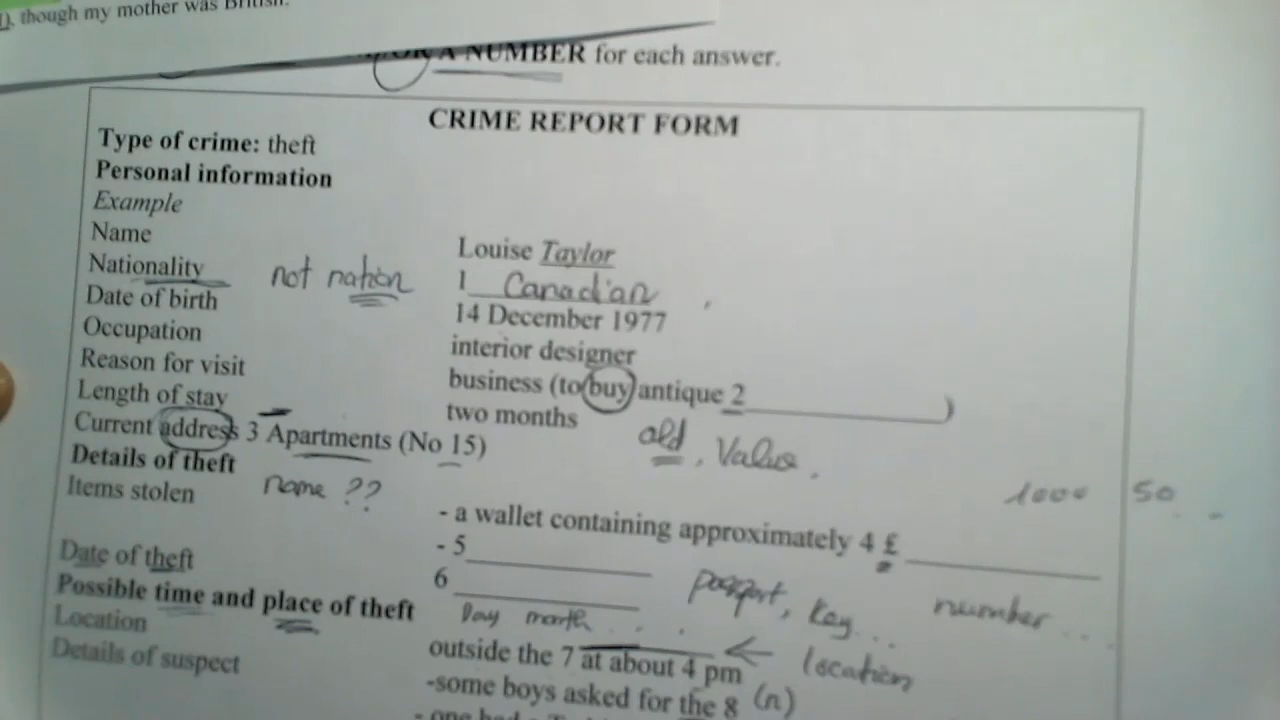 , though my mother was British.
A NUMBER for each answer.
CRIME REPORT FORM
Type of crime: theft
Personal information
Example
Name Louise Taylor
Nationality not nation 1 Canadian
Date of birth 14 December 1977
Occupation interior designer
Reason for visit business (to buy antique 2 )
Length of stay two months
old, Value.
Current address 3 Apartments (No 15)
Details of theft name ??
1000 50
Items stolen - a wallet containing approximately 4 £
- 5 passport, key... number...
Date of theft 6
Day month
Possible time and place of theft
Location outside the 7 at about 4 pm ← location
Details of suspect -some boys asked for the 8 (n)
- one had a